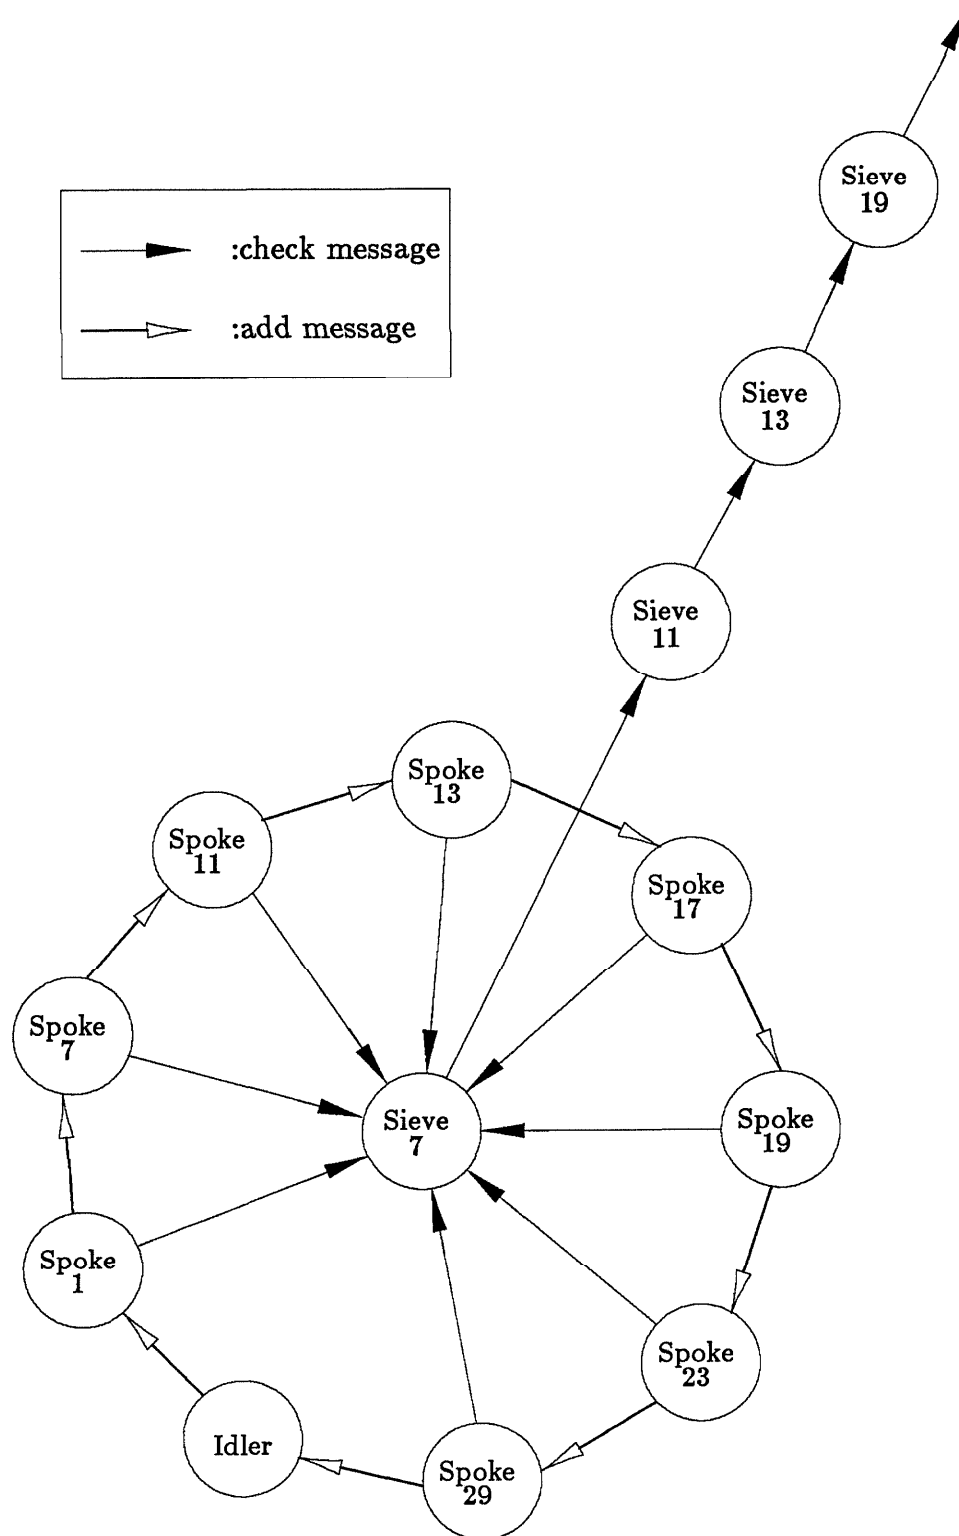 Sieve
19
:check message
:add message
Sieve
13
Sieve
11
Spoke
13
Spoke
11
Spoke
17
Spoke
7
Sieve
7
Spoke
19
Spoke
1
Spoke
23
Idler
Spoke
29